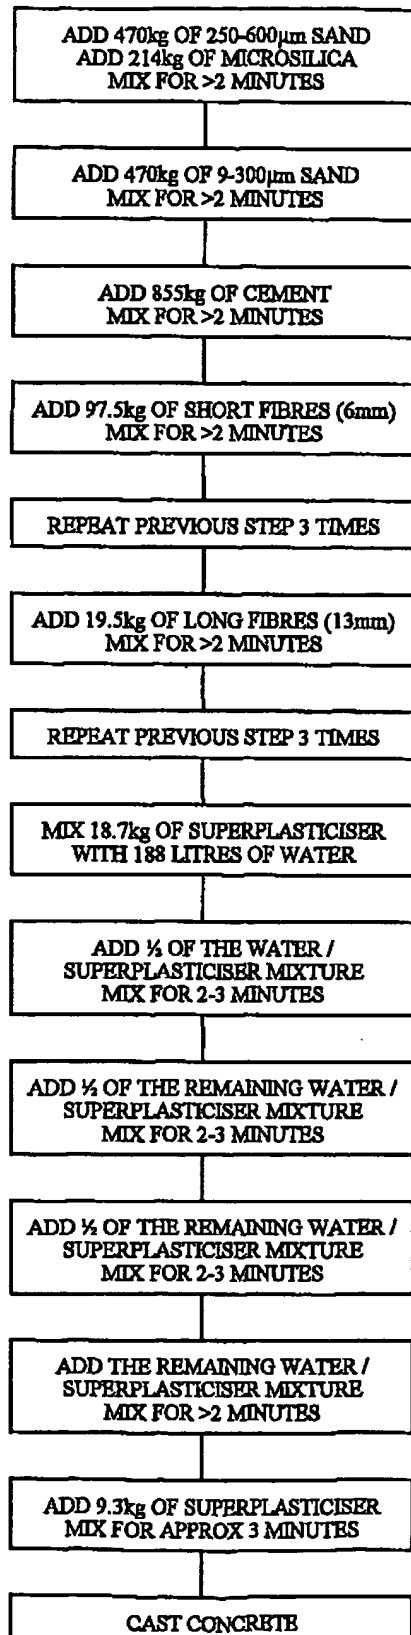 ADD 470kg OF 250-600µm SAND
ADD 214kg OF MICROSILICA
MIX FOR >2 MINUTES
ADD 470kg OF 9-300µm SAND
MIX FOR >2 MINUTES
ADD 855kg OF CEMENT
MIX FOR >2 MINUTES
ADD 97.5kg OF SHORT FIBRES (6mm)
MIX FOR >2 MINUTES
REPEAT PREVIOUS STEP 3 TIMES
ADD 19.5kg OF LONG FIBRES (13mm)
MIX FOR >2 MINUTES
REPEAT PREVIOUS STEP 3 TIMES
MIX 18.7kg OF SUPERPLASTICISER
WITH 188 LITRES OF WATER
ADD ½ OF THE WATER /
SUPERPLASTICISER MIXTURE
MIX FOR 2-3 MINUTES
ADD ½ OF THE REMAINING WATER /
SUPERPLASTICISER MIXTURE
MIX FOR 2-3 MINUTES
ADD ½ OF THE REMAINING WATER /
SUPERPLASTICISER MIXTURE
MIX FOR 2-3 MINUTES
ADD THE REMAINING WATER /
SUPERPLASTICISER MIXTURE
MIX FOR >2 MINUTES
ADD 9.3kg OF SUPERPLASTICISER
MIX FOR APPROX 3 MINUTES
CAST CONCRETE